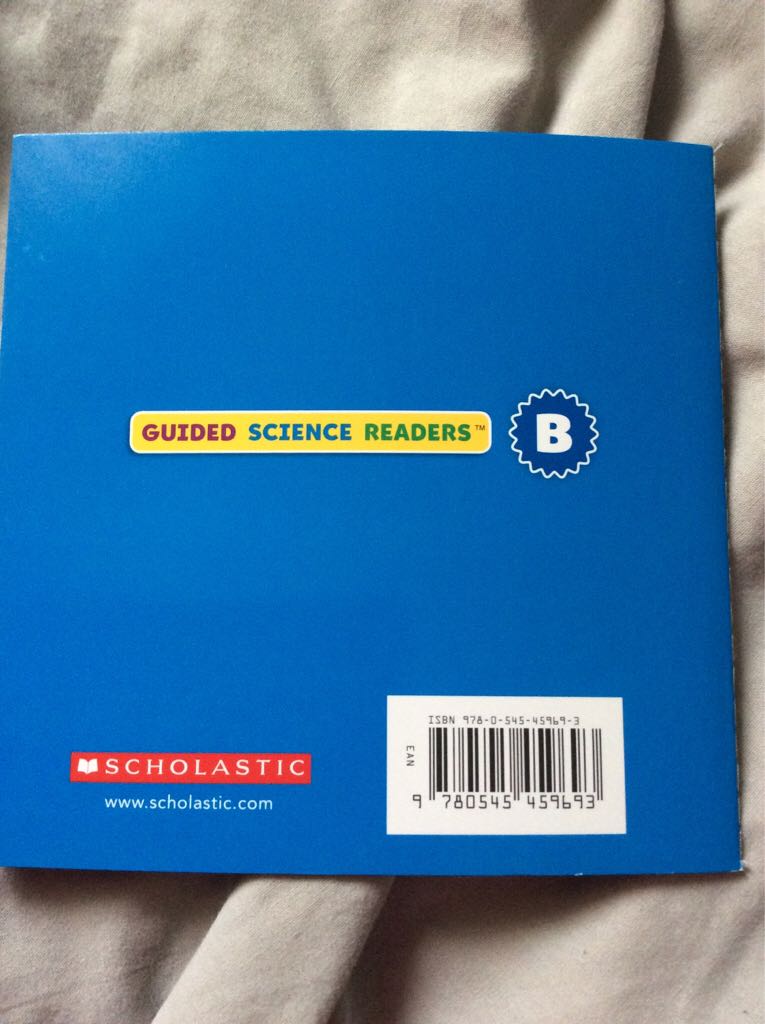 GUIDED SCIENCE READERS™ B
ISBN 978-0-545-45969-3
EAN
9 780545 459693
SCHOLASTIC
www.scholastic.com